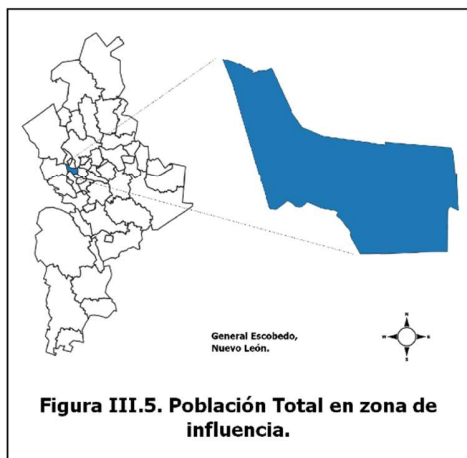 N
W E
S
General Escobedo,
Nuevo León.
Figura III.5. Población Total en zona de
influencia.